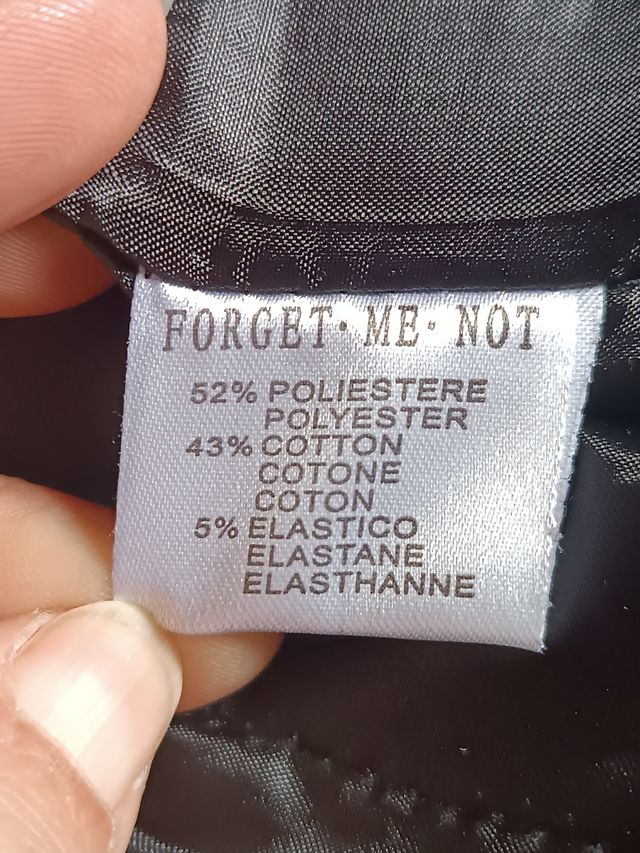 FORGET·ME·NOT
52% POLIESTERE
POLYESTER
43% COTTON
COTONE
COTON
5% ELASTICO
ELASTANE
ELASTHANNE